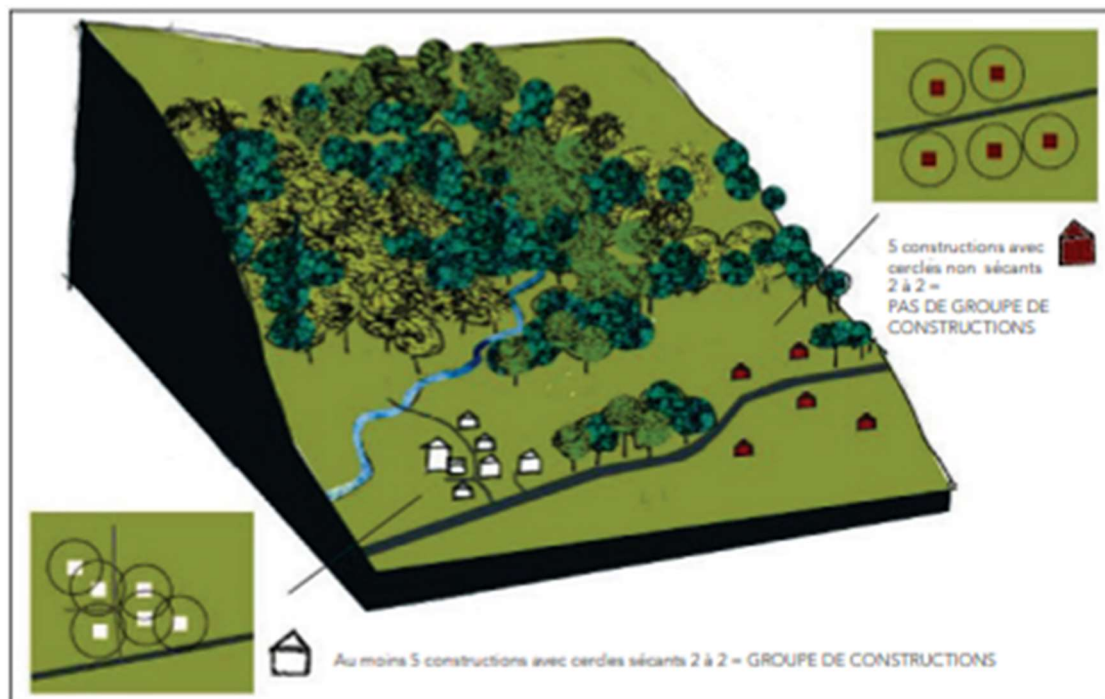 5 constructions avec
cercles non sécants
2 à 2 =
PAS DE GROUPE DE
CONSTRUCTIONS
Au moins 5 constructions avec cercles sécants 2 à 2 = GROUPE DE CONSTRUCTIONS